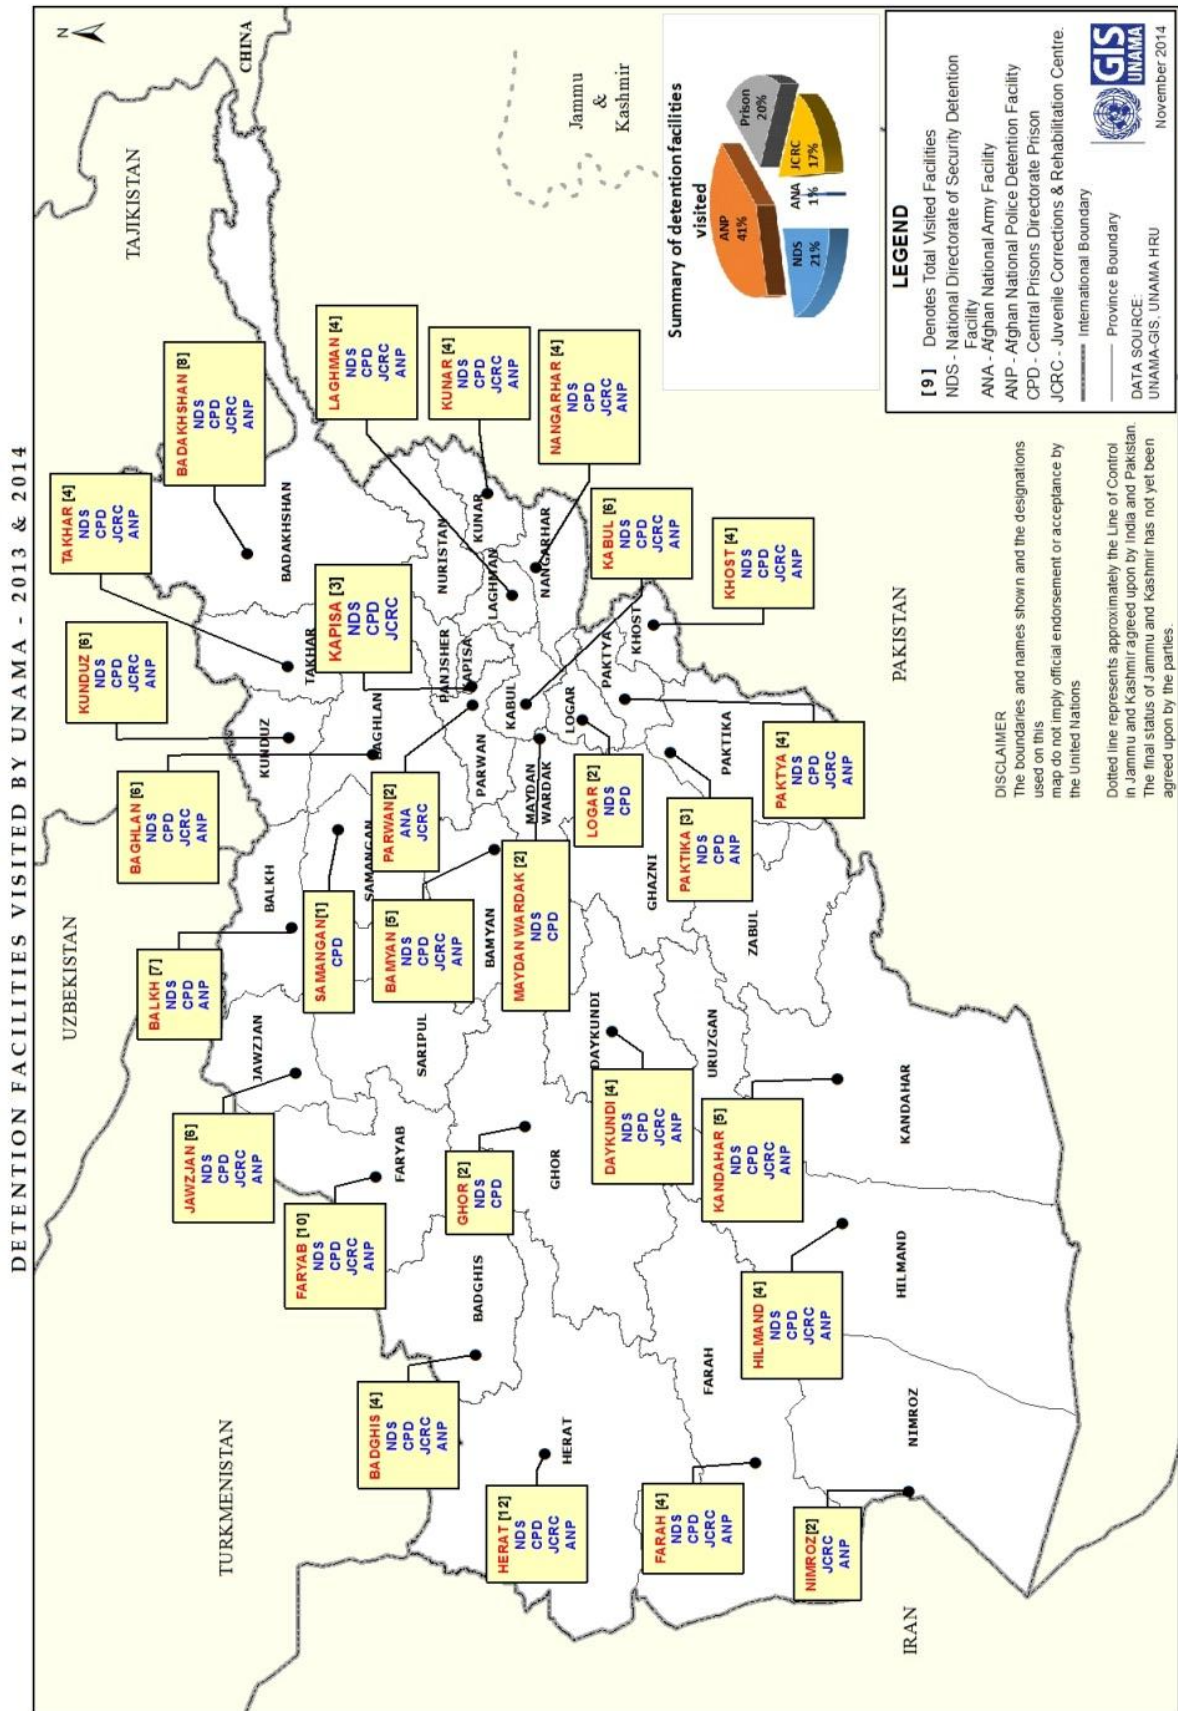 DETENTION FACILITIES VISITED BY UNAMA - 2013 & 2014
N
UZBEKISTAN
TAJIKISTAN
CHINA
TURKMENISTAN
IRAN
PAKISTAN
Jammu
&
Kashmir
TAKHAR [4]
NDS
CPD
JCRC
ANP
BADAKHSHAN [8]
NDS
CPD
JCRC
ANP
KUNDUZ [6]
NDS
CPD
JCRC
ANP
BAGHLAN [6]
NDS
CPD
JCRC
ANP
BALKH [7]
NDS
CPD
ANP
JAWZJAN [6]
NDS
CPD
JCRC
ANP
FARYAB [10]
NDS
CPD
JCRC
ANP
SAMANGAN[1]
CPD
LAGHMAN [4]
NDS
CPD
JCRC
ANP
KAPISA [3]
NDS
CPD
JCRC
KUNAR [4]
NDS
CPD
JCRC
ANP
PARWAN[2]
ANA
JCRC
BAMYAN [5]
NDS
CPD
JCRC
ANP
BADGHIS [4]
NDS
CPD
JCRC
ANP
GHOR [2]
NDS
CPD
HERAT [12]
NDS
CPD
JCRC
ANP
MAYDAN WARDAK [2]
NDS
CPD
NANGARHAR [4]
NDS
CPD
JCRC
ANP
KABUL [6]
NDS
CPD
JCRC
ANP
LOGAR [2]
NDS
CPD
DAYKUNDI [4]
NDS
CPD
JCRC
ANP
FARAH [4]
NDS
CPD
JCRC
ANP
PAKTIKA [3]
NDS
CPD
ANP
KHOST [4]
NDS
CPD
JCRC
ANP
KANDAHAR [5]
NDS
CPD
JCRC
ANP
HILMAND [4]
NDS
CPD
JCRC
ANP
PAKTYA [4]
NDS
CPD
JCRC
ANP
NIMROZ[2]
JCRC
ANP
BADAKHSHAN
TAKHAR
KUNDUZ
BALKH
JAWZJAN
BAGHLAN
FARYAB
SARIPUL
NURISTAN
PANJSHER
KUNAR
LAGHMAN
PARWAN
BAMYAN
BADGHIS
KABUL
NANGARHAR
MAYDAN
WARDAK
GHOR
HERAT
LOGAR
PAKTYA
KHOST
DAYKUNDI
GHAZNI
FARAH
URUZGAN
PAKTIKA
ZABUL
KANDAHAR
HILMAND
NIMROZ
Summary of detention facilities
visited
ANP
41%
Prison
20%
NDS
21%
ANA
1%
JCRC
17%
LEGEND
[9] Denotes Total Visited Facilities
NDS - National Directorate of Security Detention
Facility
ANA - Afghan National Army Facility
ANP - Afghan National Police Detention Facility
CPD - Central Prisons Directorate Prison
JCRC - Juvenile Corrections & Rehabilitation Centre.
International Boundary
Province Boundary
DATA SOURCE:
UNAMA-GIS, UNAMA HRU
GIS
UNAMA
November 2014
DISCLAIMER
The boundaries and names shown and the designations
used on this
map do not imply official endorsement or acceptance by
the United Nations
Dotted line represents approximately the Line of Control
in Jammu and Kashmir agreed upon by India and Pakistan.
The final status of Jammu and Kashmir has not yet been
agreed upon by the parties.